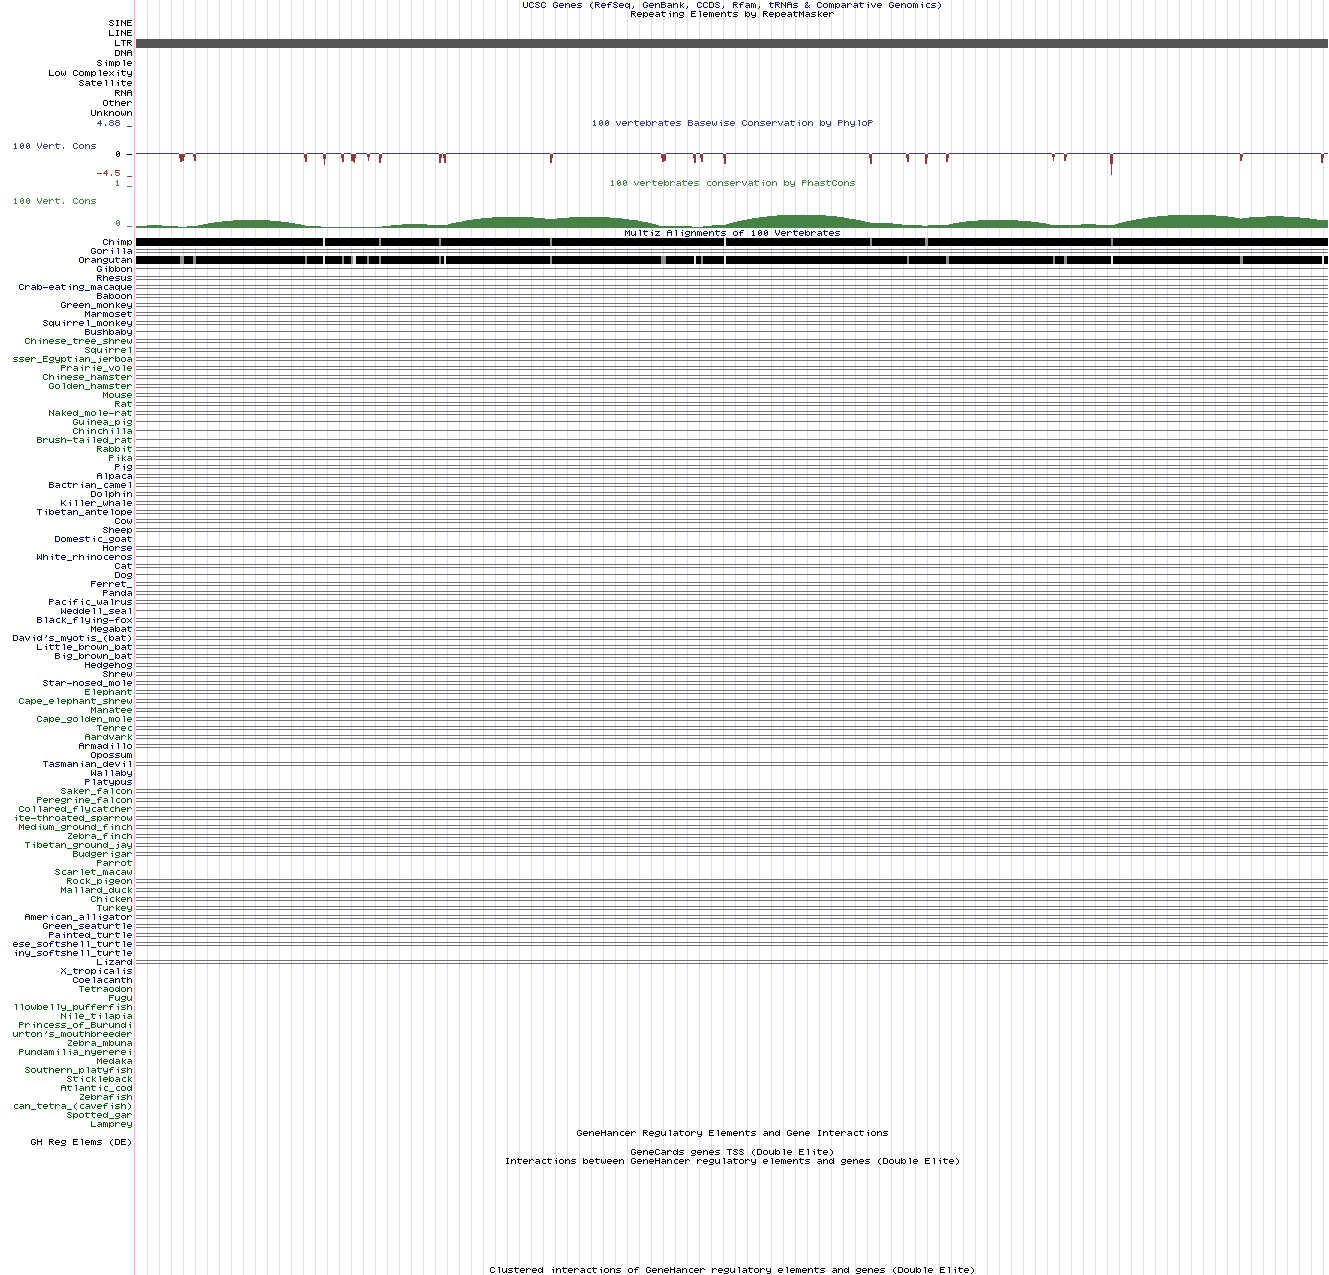 UCSC Genes (RefSeq, GenBank, CCDS, Rfam, tRNAs & Comparative Genomics)
Repeating Elements by RepeatMasker
SINE
LINE
LTR
DNA
Simple
Low Complexity
Satellite
RNA
Other
Unknown
4.88 _
100 vertebrates Basewise Conservation by PhyloP
100 Vert. Cons
0 _
-4.5 _
1 _
100 vertebrates conservation by PhastCons
100 Vert. Cons
0 _
Multiz Alignments of 100 Vertebrates
Chimp
Gorilla
Orangutan
Gibbon
Rhesus
Crab-eating_macaque
Baboon
Green_monkey
Marmoset
Squirrel_monkey
Bushbaby
Chinese_tree_shrew
Squirrel
sser_Egyptian_jerboa
Prairie_vole
Chinese_hamster
Golden_hamster
Mouse
Rat
Naked_mole-rat
Guinea_pig
Chinchilla
Brush-tailed_rat
Rabbit
Pika
Pig
Alpaca
Bactrian_camel
Dolphin
Killer_whale
Tibetan_antelope
Cow
Sheep
Domestic_goat
Horse
White_rhinoceros
Cat
Dog
Ferret_
Panda
Pacific_walrus
Weddell_seal
Black_flying-fox
Megabat
David's_myotis_(bat)
Little_brown_bat
Big_brown_bat
Hedgehog
Shrew
Star-nosed_mole
Elephant
Cape_elephant_shrew
Manatee
Cape_golden_mole
Tenrec
Aardvark
Armadillo
Opossum
Tasmanian_devil
Wallaby
Platypus
Saker_falcon
Peregrine_falcon
Collared_flycatcher
ite-throated_sparrow
Medium_ground_finch
Zebra_finch
Tibetan_ground_jay
Budgerigar
Parrot
Scarlet_macaw
Rock_pigeon
Mallard_duck
Chicken
Turkey
American_alligator
Green_seaturtle
Painted_turtle
ese_softshell_turtle
iny_softshell_turtle
Lizard
X_tropicalis
Coelacanth
Tetraodon
Fugu
llowbelly_pufferfish
Nile_tilapia
Princess_of_Burundi
urton's_mouthbreeder
Zebra_mbuna
Pundamilia_nyererei
Medaka
Southern_platyfish
Stickleback
Atlantic_cod
Zebrafish
can_tetra_(cavefish)
Spotted_gar
Lamprey
GeneHancer Regulatory Elements and Gene Interactions
GH Reg Elems (DE)
GeneCards genes TSS (Double Elite)
Interactions between GeneHancer regulatory elements and genes (Double Elite)
Clustered interactions of GeneHancer regulatory elements and genes (Double Elite)